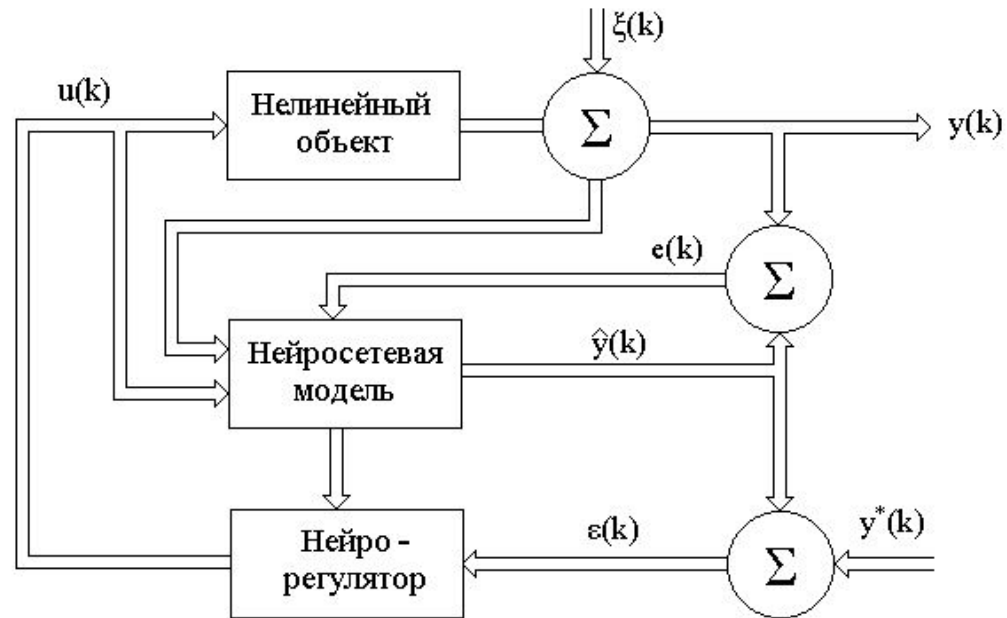 ξ(k)
u(k)
Нелинейный
объект
Σ
y(k)
e(k)
Σ
Нейросетевая
модель
ŷ(k)
Нейро -
регулятор
ε(k)
Σ
y*(k)